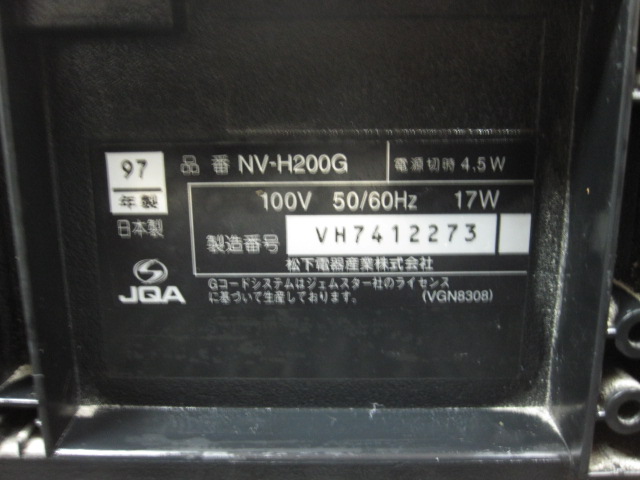 97
年製
日本製
品番 NV-H200G
電源切時 4.5W
100V 50/60Hz 17W
製造番号 VH7412273
松下電器産業株式会社
JQA
Gコードシステムはジェムスター社のライセンス
に基づいて生産しております。 (VGN8308)